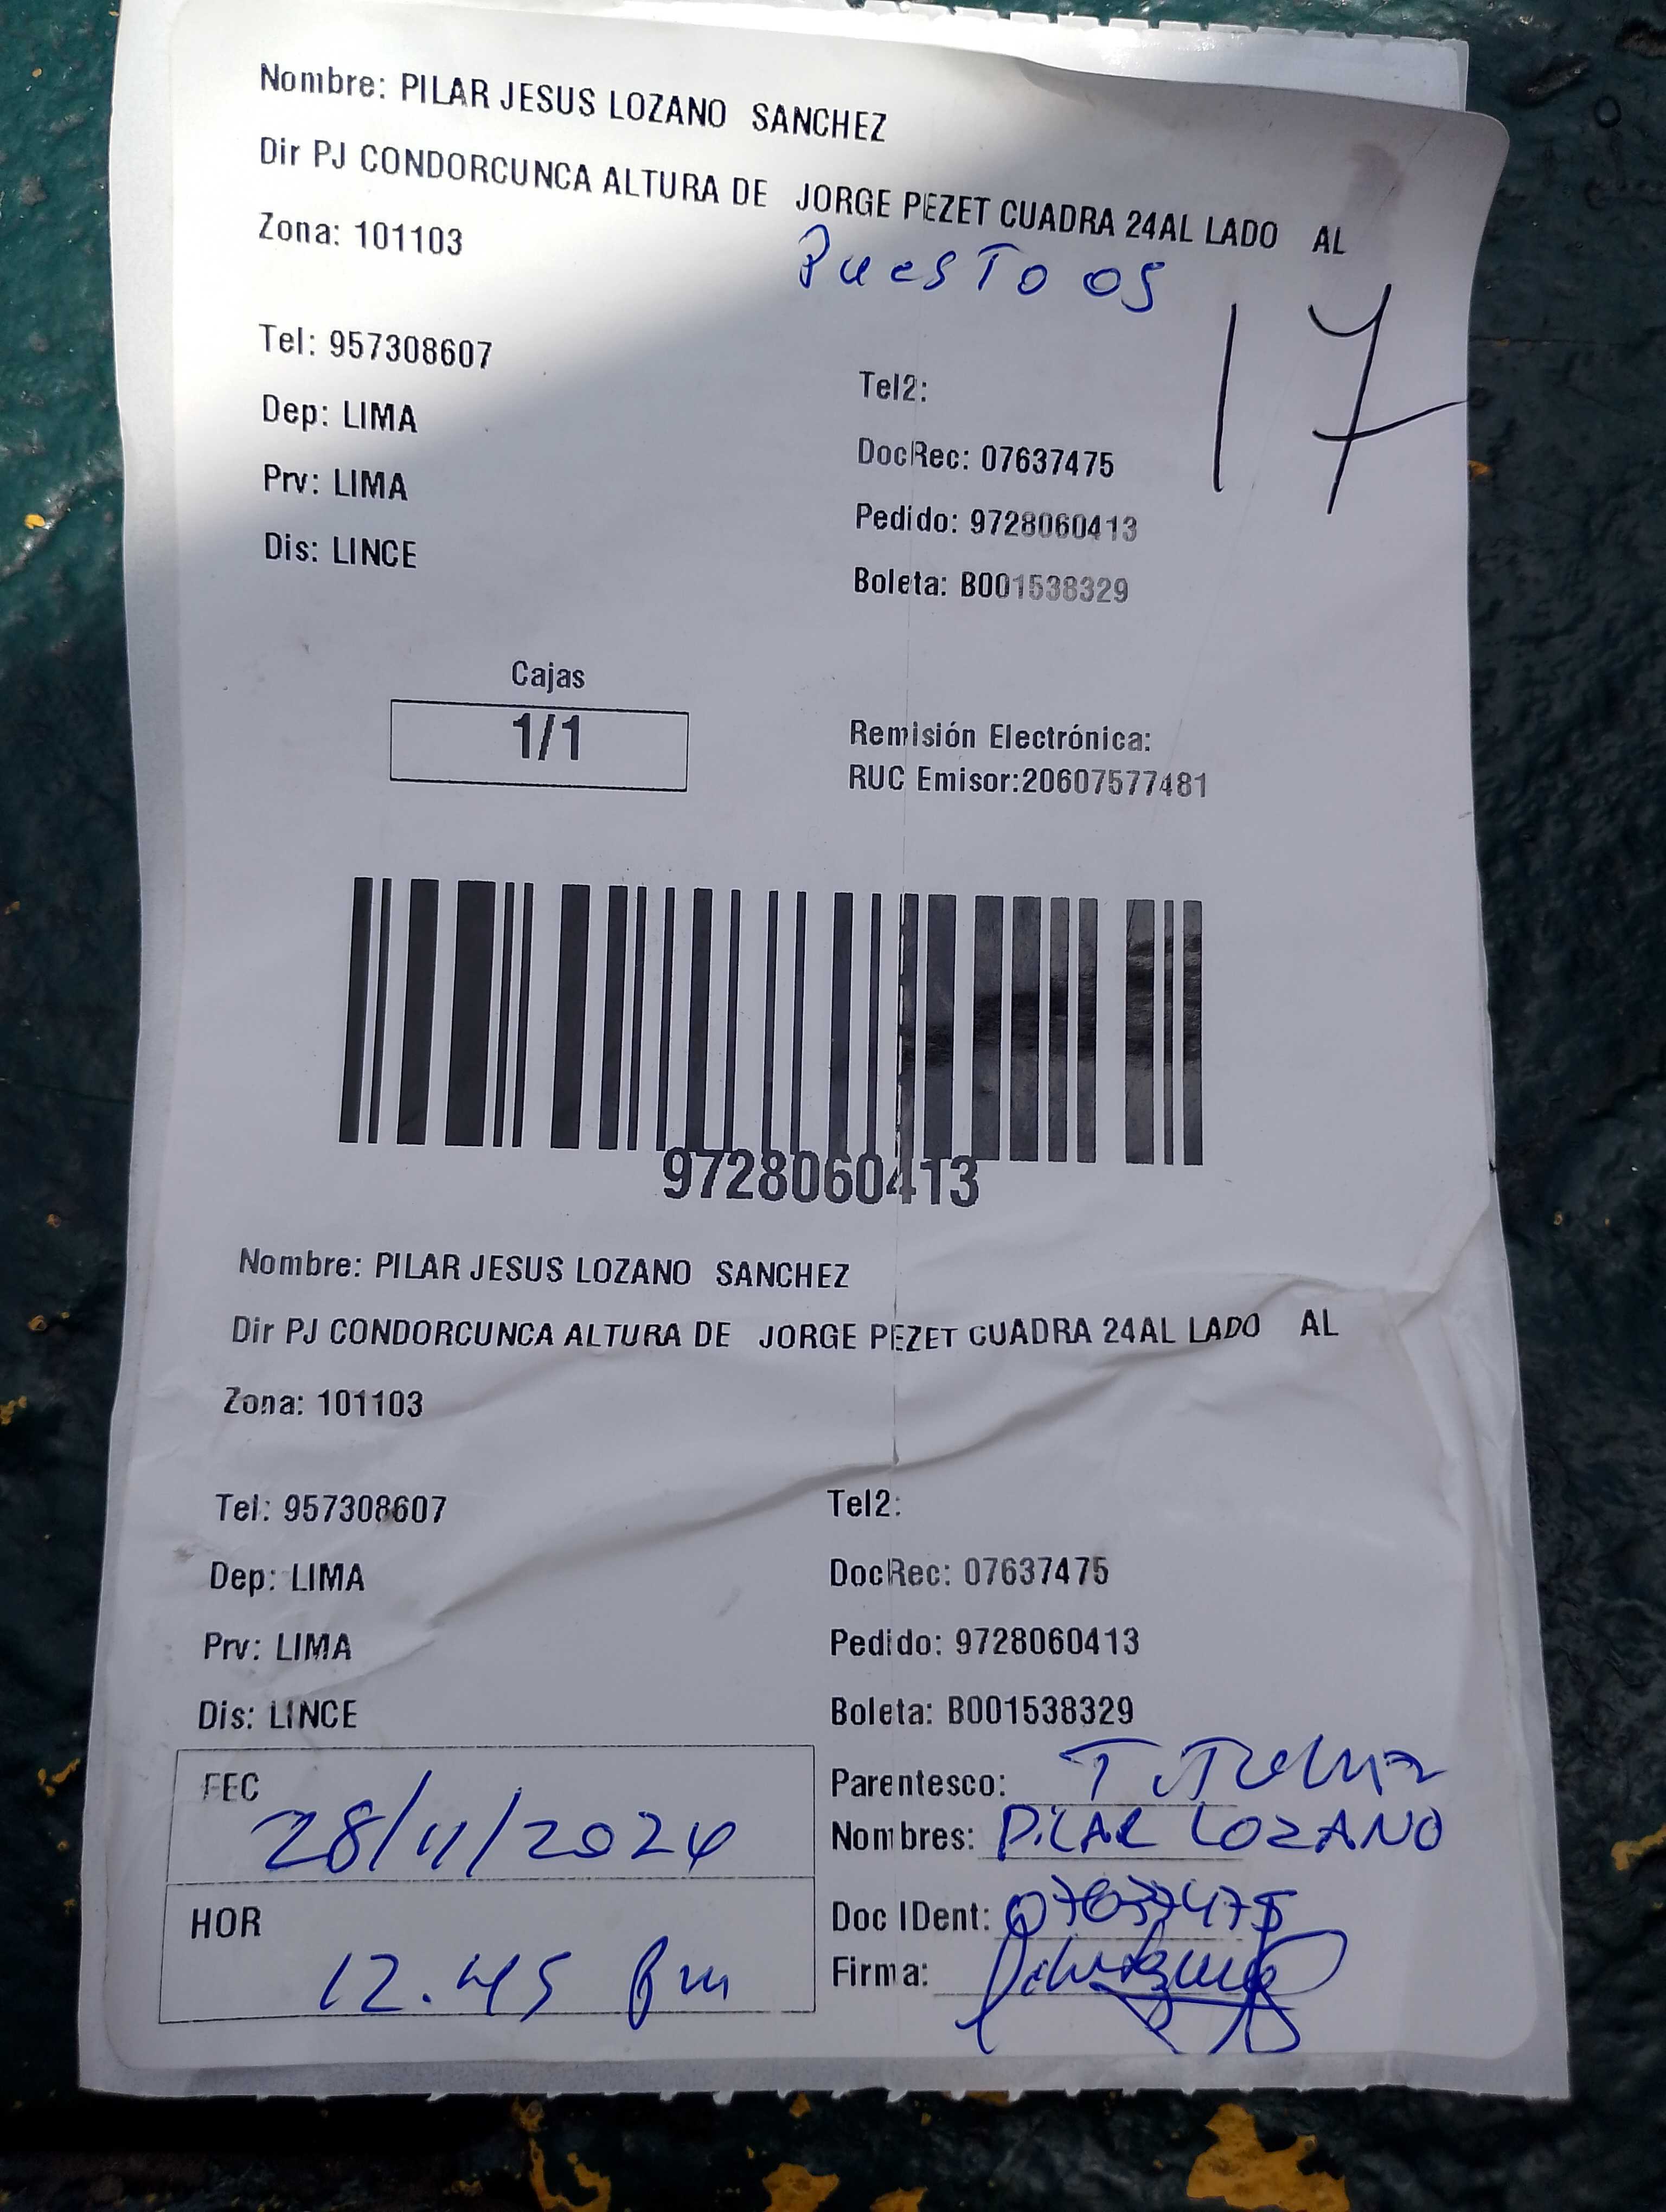 Nombre: PILAR JESUS LOZANO SANCHEZ
Dir PJ CONDORCUNCA ALTURA DE JORGE PEZET CUADRA 24AL LADO AL
Zona: 101103
PuesTo 05
17
Tel: 957308607
Tel2:
Dep: LIMA
DocRec: 07637475
Prv: LIMA
Pedido: 9728060413
Dis: LINCE
Boleta: B001538329
Cajas
1/1
Remisión Electrónica:
RUC Emisor:20607577481
9728060413
Nombre: PILAR JESUS LOZANO SANCHEZ
Dir PJ CONDORCUNCA ALTURA DE JORGE PEZET CUADRA 24AL LADO AL
Zona: 101103
Tel: 957308607
Tel2:
Dep: LIMA
DocRec: 07637475
Prv: LIMA
Pedido: 9728060413
Dis: LINCE
Boleta: B001538329
FEC
28/11/2024
Parentesco:
Nombres: PILAR LOZANO
HOR
12.45 pm
Doc IDent: 07637475
Firma: